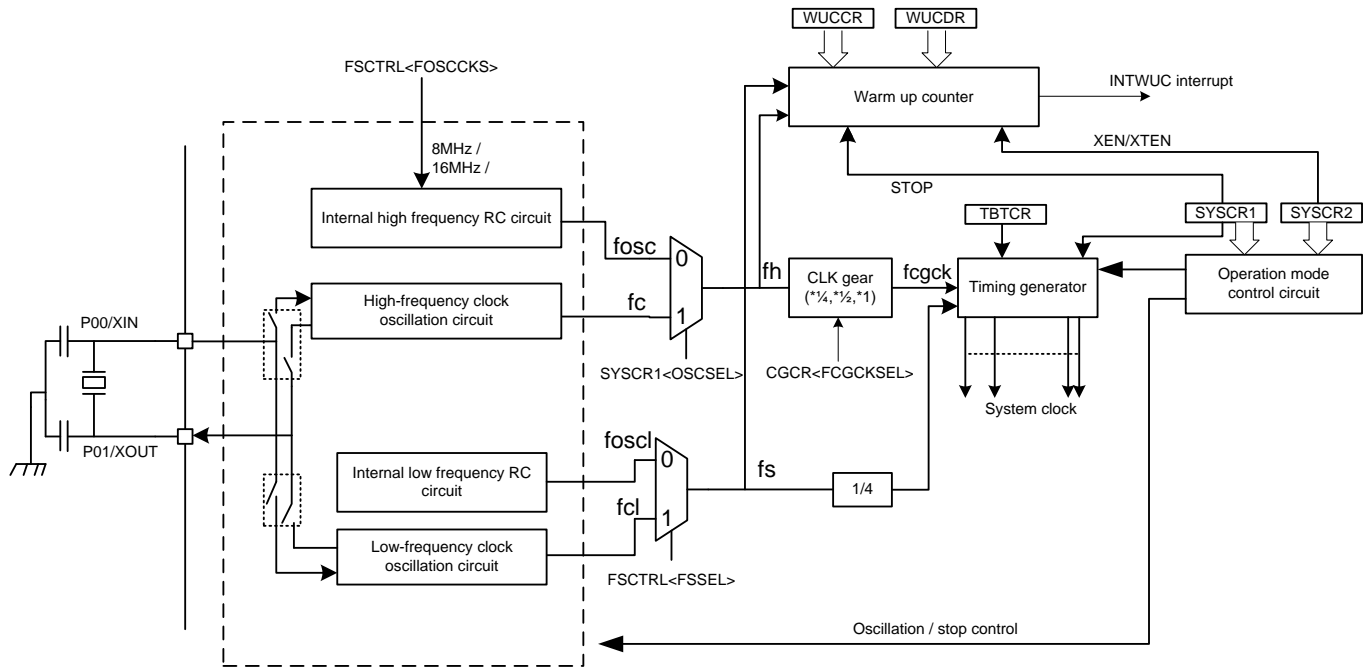 WUCCR
WUCDR
FSCTRL<FOSCCKS>
Warm up counter
INTWUC interrupt
8MHz /
16MHz /
XEN/XTEN
STOP
Internal high frequency RC circuit
TBTCR
SYSCR1
SYSCR2
fosc
0
fh
CLK gear
(*¼,*½,*1)
fcgck
Timing generator
Operation mode
control circuit
High-frequency clock
oscillation circuit
fc
1
P00/XIN
SYSCR1<OSCSEL>
CGCR<FCGCKSEL>
System clock
P01/XOUT
foscl
0
Internal low frequency RC
circuit
fs
1/4
fcl
1
Low-frequency clock
oscillation circuit
FSCTRL<FSSEL>
Oscillation / stop control